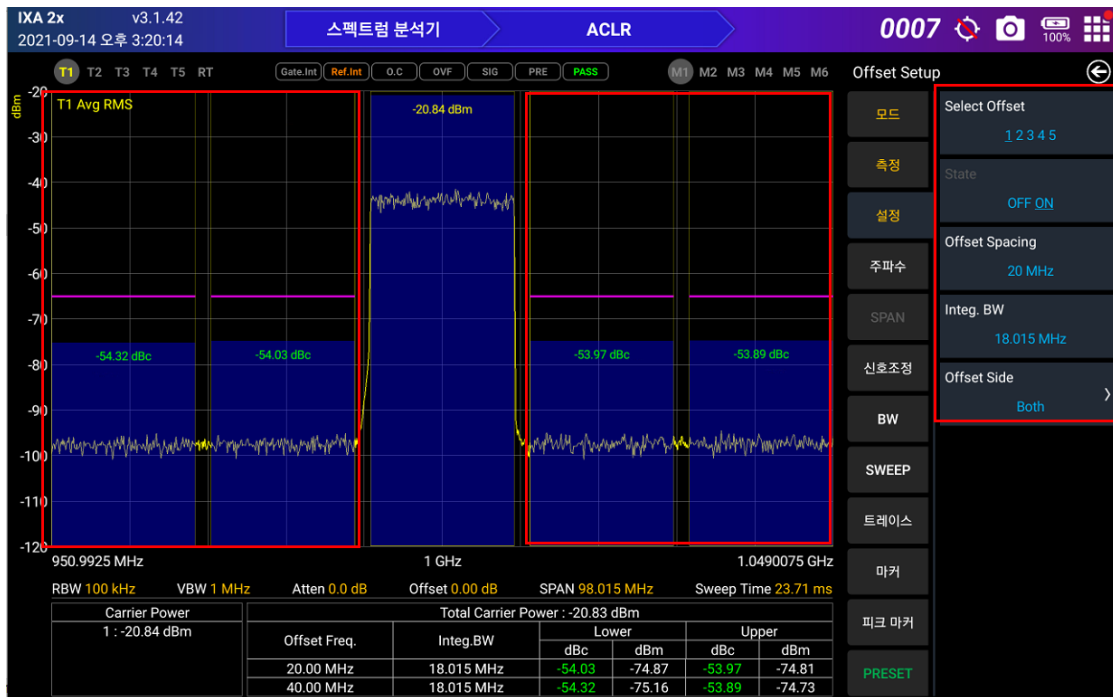 IXA 2x v3.1.42
2021-09-14 오후 3:20:14
스펙트럼 분석기
ACLR
0007
100%
T1 T2 T3 T4 T5 RT
Gate.Int Ref.Int O.C OVF SIG PRE PASS
M1 M2 M3 M4 M5 M6
Offset Setup
dBm
-20
-30
-40
-50
-60
-70
-80
-90
-100
-110
-120
T1 Avg RMS
-20.84 dBm
-54.32 dBc
-54.03 dBc
-53.97 dBc
-53.89 dBc
950.9925 MHz
1 GHz
1.0490075 GHz
RBW 100 kHz VBW 1 MHz Atten 0.0 dB Offset 0.00 dB SPAN 98.015 MHz Sweep Time 23.71 ms
Carrier Power
1 : -20.84 dBm
Total Carrier Power : -20.83 dBm
Offset Freq. Integ.BW Lower Upper
dBc dBm dBc dBm
20.00 MHz 18.015 MHz -54.03 -74.87 -53.97 -74.81
40.00 MHz 18.015 MHz -54.32 -75.16 -53.89 -74.73
모드
측정
설정
주파수
SPAN
신호조정
BW
SWEEP
트레이스
마커
피크 마커
PRESET
Select Offset
1 2 3 4 5
State
OFF ON
Offset Spacing
20 MHz
Integ. BW
18.015 MHz
Offset Side
Both